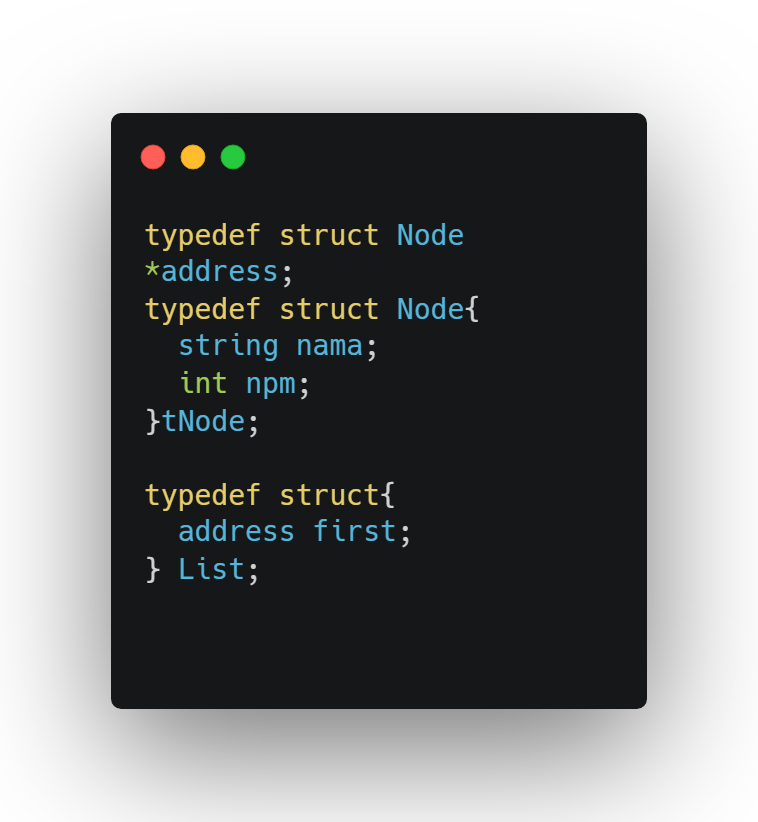 typedef struct Node
*address;
typedef struct Node{
  string nama;
  int npm;
}tNode;

typedef struct{
  address first;
} List;